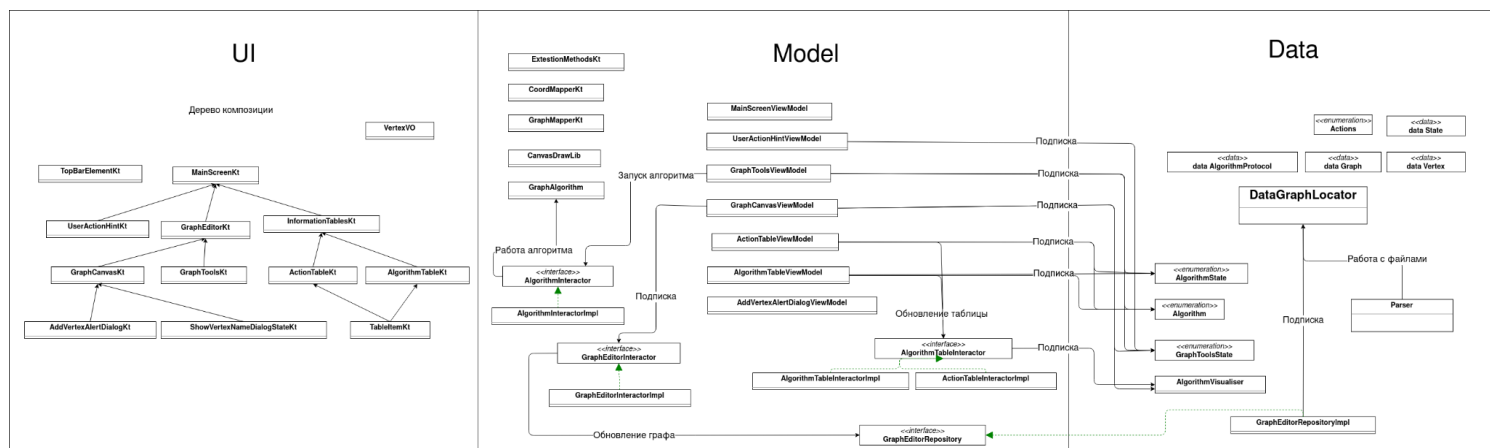 UI
Дерево композиции
VertexVO
TopBarElementKt
MainScreenKt
UserActionHintKt
GraphEditorKt
InformationTablesKt
GraphCanvasKt
GraphToolsKt
ActionTableKt
AlgorithmTableKt
AddVertexAlertDialogKt
ShowVertexNameDialogStateKt
TableItemKt
Model
ExtestionMethodsKt
CoordMapperKt
GraphMapperKt
CanvasDrawLib
GraphAlgorithm
MainScreenViewModel
UserActionHintViewModel
GraphToolsViewModel
GraphCanvasViewModel
ActionTableViewModel
AlgorithmTableViewModel
AddVertexAlertDialogViewModel
Запуск алгоритма
Работа алгоритма
<<interface>>
AlgorithmInteractor
AlgorithmInteractorImpl
Подписка
<<interface>>
GraphEditorInteractor
GraphEditorInteractorImpl
Обновление таблицы
<<interface>>
AlgorithmTableInteractor
AlgorithmTableInteractorImpl
ActionTableInteractorImpl
Обновление графа
<<interface>>
GraphEditorRepository
Подписка
Подписка
Подписка
Подписка
Подписка
Подписка
Data
<<enumeration>>
Actions
<<data>>
data State
<<data>>
data AlgorithmProtocol
<<data>>
data Graph
<<data>>
data Vertex
DataGraphLocator
Работа с файлами
<<enumeration>>
AlgorithmState
<<enumeration>>
Algorithm
Parser
Подписка
<<enumeration>>
GraphToolsState
AlgorithmVisualiser
GraphEditorRepositoryImpl